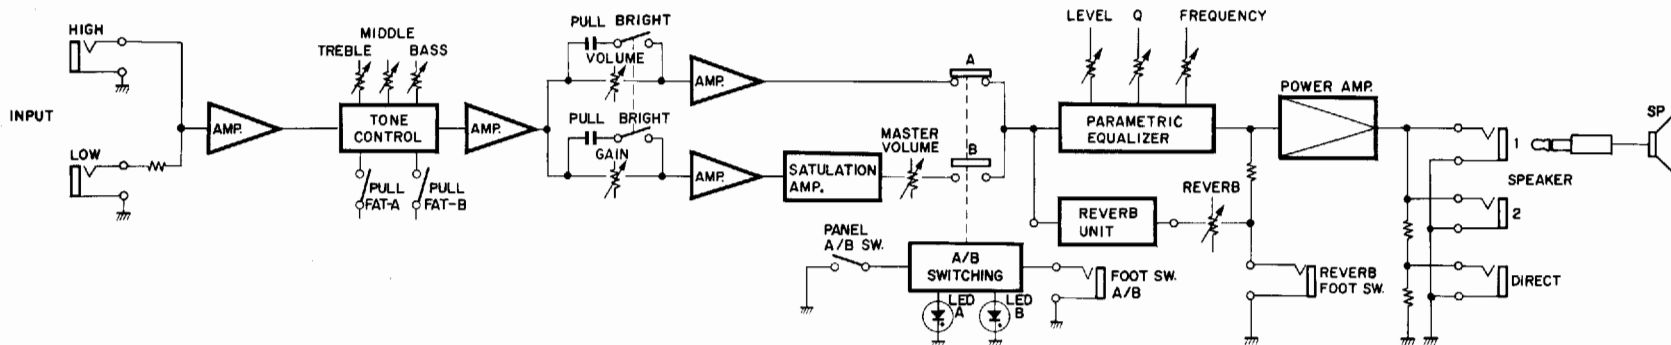 INPUT
HIGH
LOW
AMP.
TREBLE
MIDDLE
BASS
TONE
CONTROL
PULL
FAT-A
PULL
FAT-B
AMP.
PULL BRIGHT
VOLUME
PULL BRIGHT
GAIN
AMP.
AMP.
SATULATION
AMP.
MASTER
VOLUME
A
B
PANEL
A/B SW.
A/B
SWITCHING
LED
A
LED
B
FOOT SW.
A/B
LEVEL
Q
FREQUENCY
PARAMETRIC
EQUALIZER
REVERB
UNIT
REVERB
REVERB
FOOT SW.
POWER AMP.
1
SPEAKER
2
DIRECT
SP